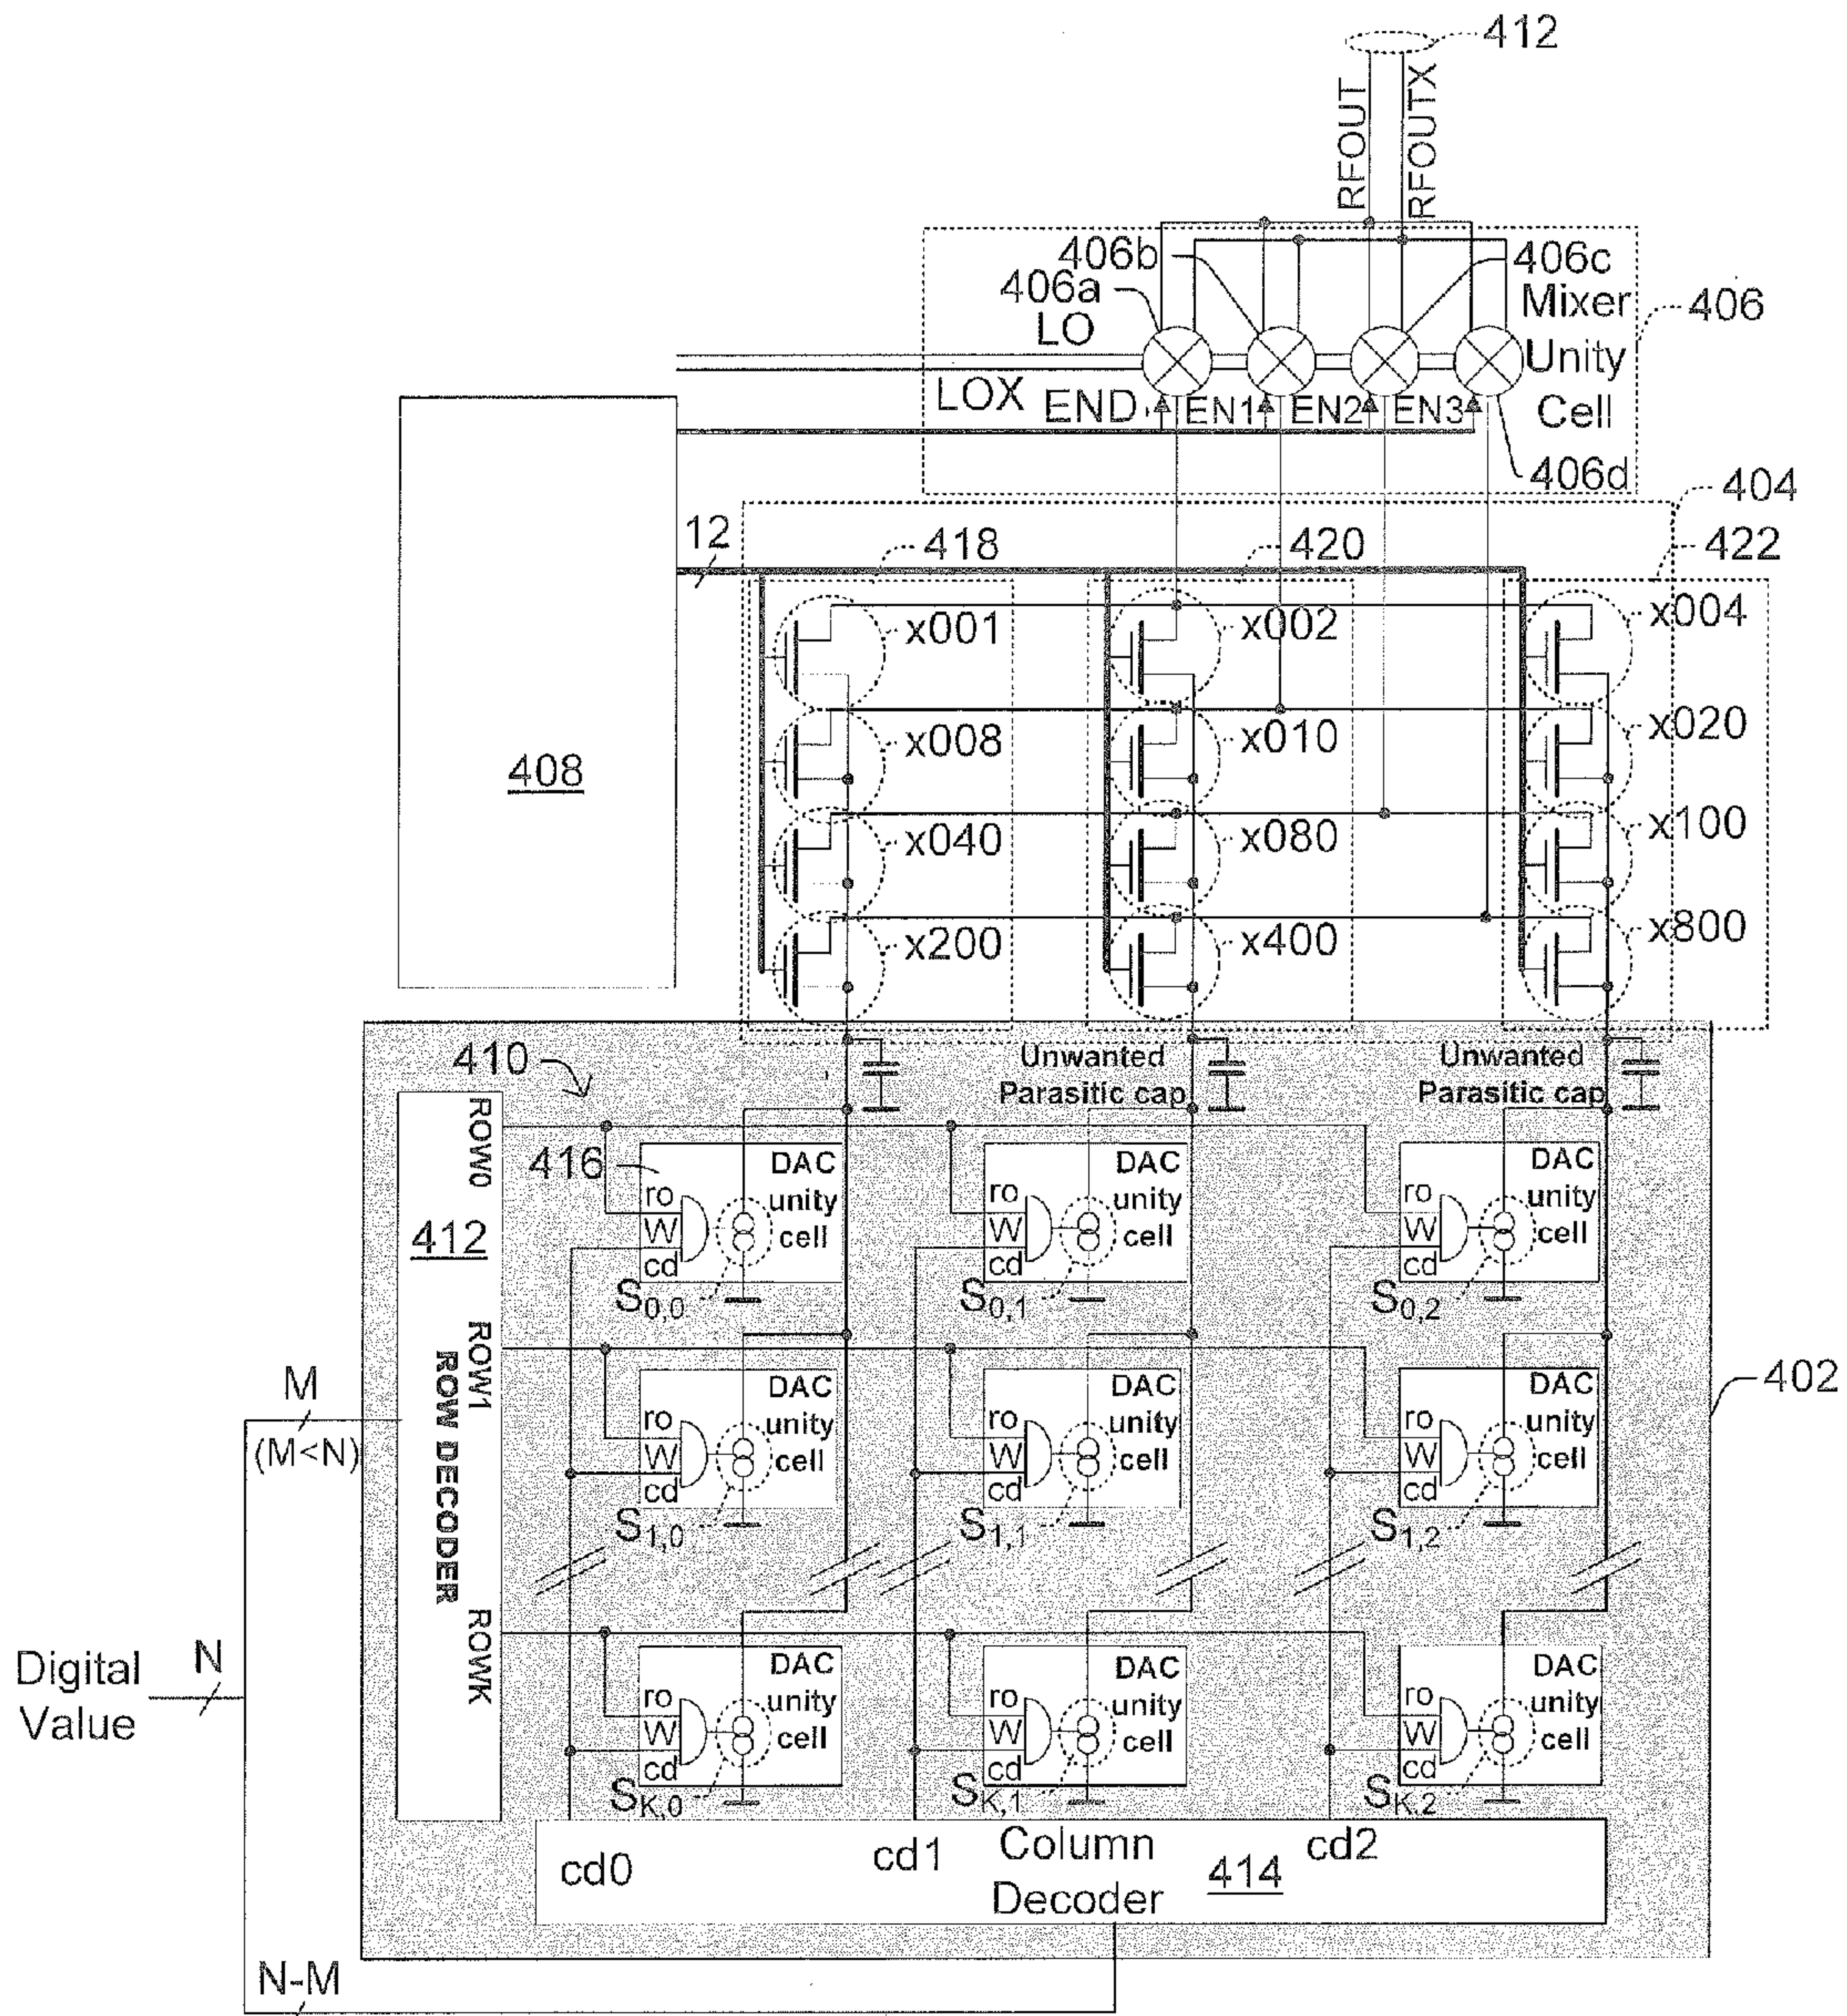 412
RFOUT
RFOUTX
406b
406c
406a
Mixer
406
LO
Unity
LOX
END
EN1
EN2
EN3
Cell
406d
404
12
418
420
422
x001
x002
x004
x008
x010
x020
408
x040
x080
x100
x200
x400
x800
410
Unwanted
Parasitic cap
Unwanted
Parasitic cap
ROW0
416
DAC
unity
cell
ro
W
cd
DAC
unity
cell
ro
W
cd
DAC
unity
cell
ro
W
cd
412
S0,0
S0,1
S0,2
ROW1
ROW DECODER
M
(M<N)
DAC
unity
cell
ro
W
cd
DAC
unity
cell
ro
W
cd
DAC
unity
cell
ro
W
cd
402
S1,0
S1,1
S1,2
ROWK
Digital
Value
N
DAC
unity
cell
ro
W
cd
DAC
unity
cell
ro
W
cd
DAC
unity
cell
ro
W
cd
SK,0
SK,1
SK,2
cd0
cd1
Column
Decoder
414
cd2
N-M